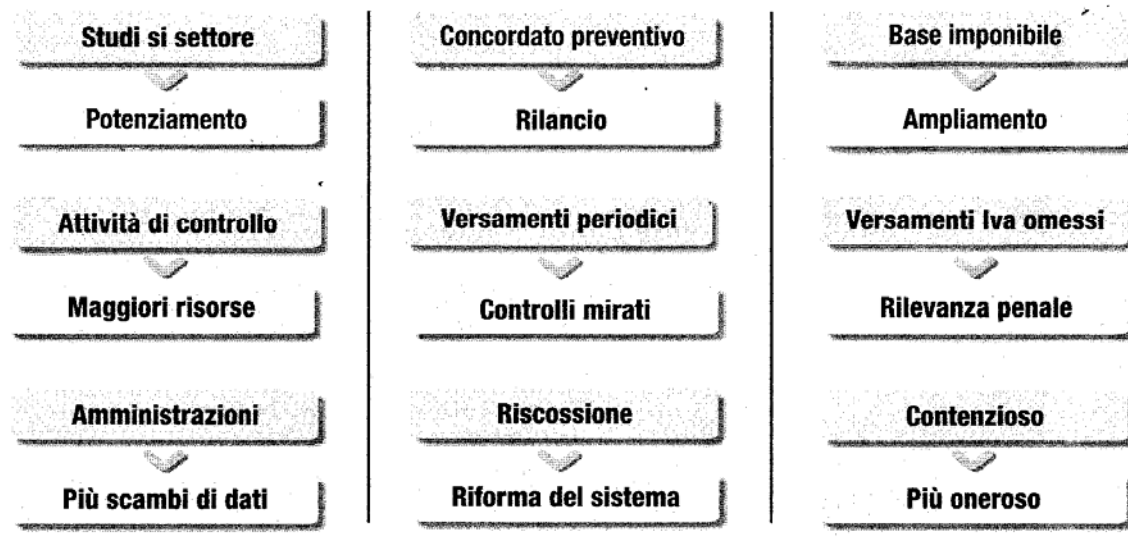 Studi si settore
Potenziamento
Attività di controllo
Maggiori risorse
Amministrazioni
Più scambi di dati
Concordato preventivo
Rilancio
Versamenti periodici
Controlli mirati
Riscossione
Riforma del sistema
Base imponibile
Ampliamento
Versamenti Iva omessi
Rilevanza penale
Contenzioso
Più oneroso